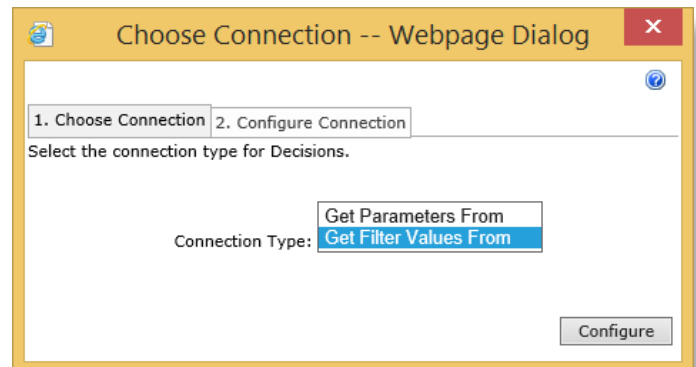 Choose Connection -- Webpage Dialog
1. Choose Connection 2. Configure Connection
Select the connection type for Decisions.
Get Parameters From
Connection Type: Get Filter Values From
Configure